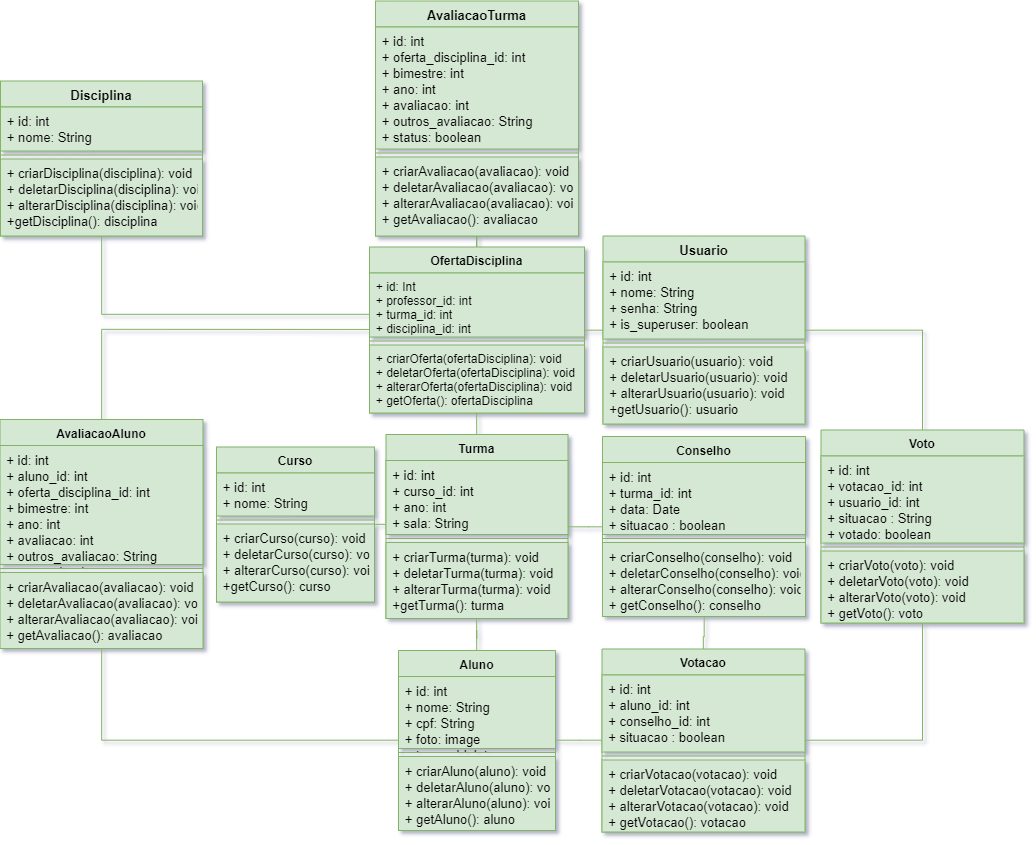 AvaliacaoTurma
+ id: int
+ oferta_disciplina_id: int
+ bimestre: int
+ ano: int
+ avaliacao: int
+ outros_avaliacao: String
+ status: boolean
+ criarAvaliacao(avaliacao): void
+ deletarAvaliacao(avaliacao): vo
+ alterarAvaliacao(avaliacao): voi
+ getAvaliacao(): avaliacao
Disciplina
+ id: int
+ nome: String
+ criarDisciplina(disciplina): void
+ deletarDisciplina(disciplina): voi
+ alterarDisciplina(disciplina): voi
+getDisciplina(): disciplina
OfertaDisciplina
+ id: Int
+ professor_id: int
+ turma_id: int
+ disciplina_id: int
+ criarOferta(ofertaDisciplina): void
+ deletarOferta(ofertaDisciplina): void
+ alterarOferta(ofertaDisciplina): void
+ getOferta(): ofertaDisciplina
Usuario
+ id: int
+ nome: String
+ senha: String
+ is_superuser: boolean
+ criarUsuario(usuario): void
+ deletarUsuario(usuario): void
+ alterarUsuario(usuario): void
+getUsuario(): usuario
AvaliacaoAluno
+ id: int
+ aluno_id: int
+ oferta_disciplina_id: int
+ bimestre: int
+ ano: int
+ avaliacao: int
+ outros_avaliacao: String
+ criarAvaliacao(avaliacao): void
+ deletarAvaliacao(avaliacao): vo
+ alterarAvaliacao(avaliacao): voi
+ getAvaliacao(): avaliacao
Curso
+ id: int
+ nome: String
+ criarCurso(curso): void
+ deletarCurso(curso): vo
+ alterarCurso(curso): voi
+getCurso(): curso
Turma
+ id: int
+ curso_id: int
+ ano: int
+ sala: String
+ criarTurma(turma): void
+ deletarTurma(turma): void
+ alterarTurma(turma): void
+getTurma(): turma
Conselho
+ id: int
+ turma_id: int
+ data: Date
+ situacao : boolean
+ criarConselho(conselho): void
+ deletarConselho(conselho): voi
+ alterarConselho(conselho): voi
+ getConselho(): conselho
Voto
+ id: int
+ votacao_id: int
+ usuario_id: int
+ situacao : String
+ votado: boolean
+ criarVoto(voto): void
+ deletarVoto(voto): void
+ alterarVoto(voto): void
+ getVoto(): voto
Aluno
+ id: int
+ nome: String
+ cpf: String
+ foto: image
+ criarAluno(aluno): void
+ deletarAluno(aluno): vo
+ alterarAluno(aluno): voi
+ getAluno(): aluno
Votacao
+ id: int
+ aluno_id: int
+ conselho_id: int
+ situacao : boolean
+ criarVotacao(votacao): void
+ deletarVotacao(votacao): void
+ alterarVotacao(votacao): void
+ getVotacao(): votacao